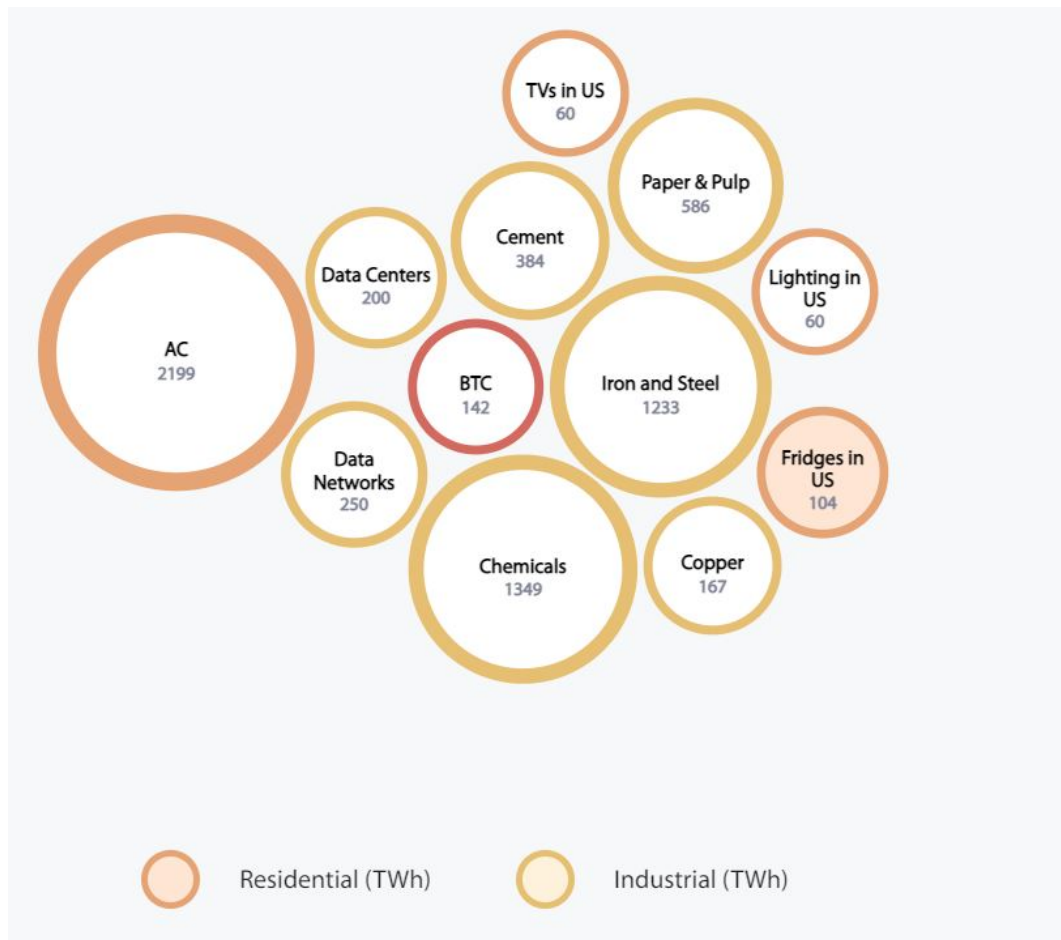 TVs in US
60
Paper & Pulp
586
Cement
384
Data Centers
200
Lighting in
US
60
AC
2199
BTC
142
Iron and Steel
1233
Data
Networks
250
Fridges in
US
104
Chemicals
1349
Copper
167
Residential (TWh)
Industrial (TWh)